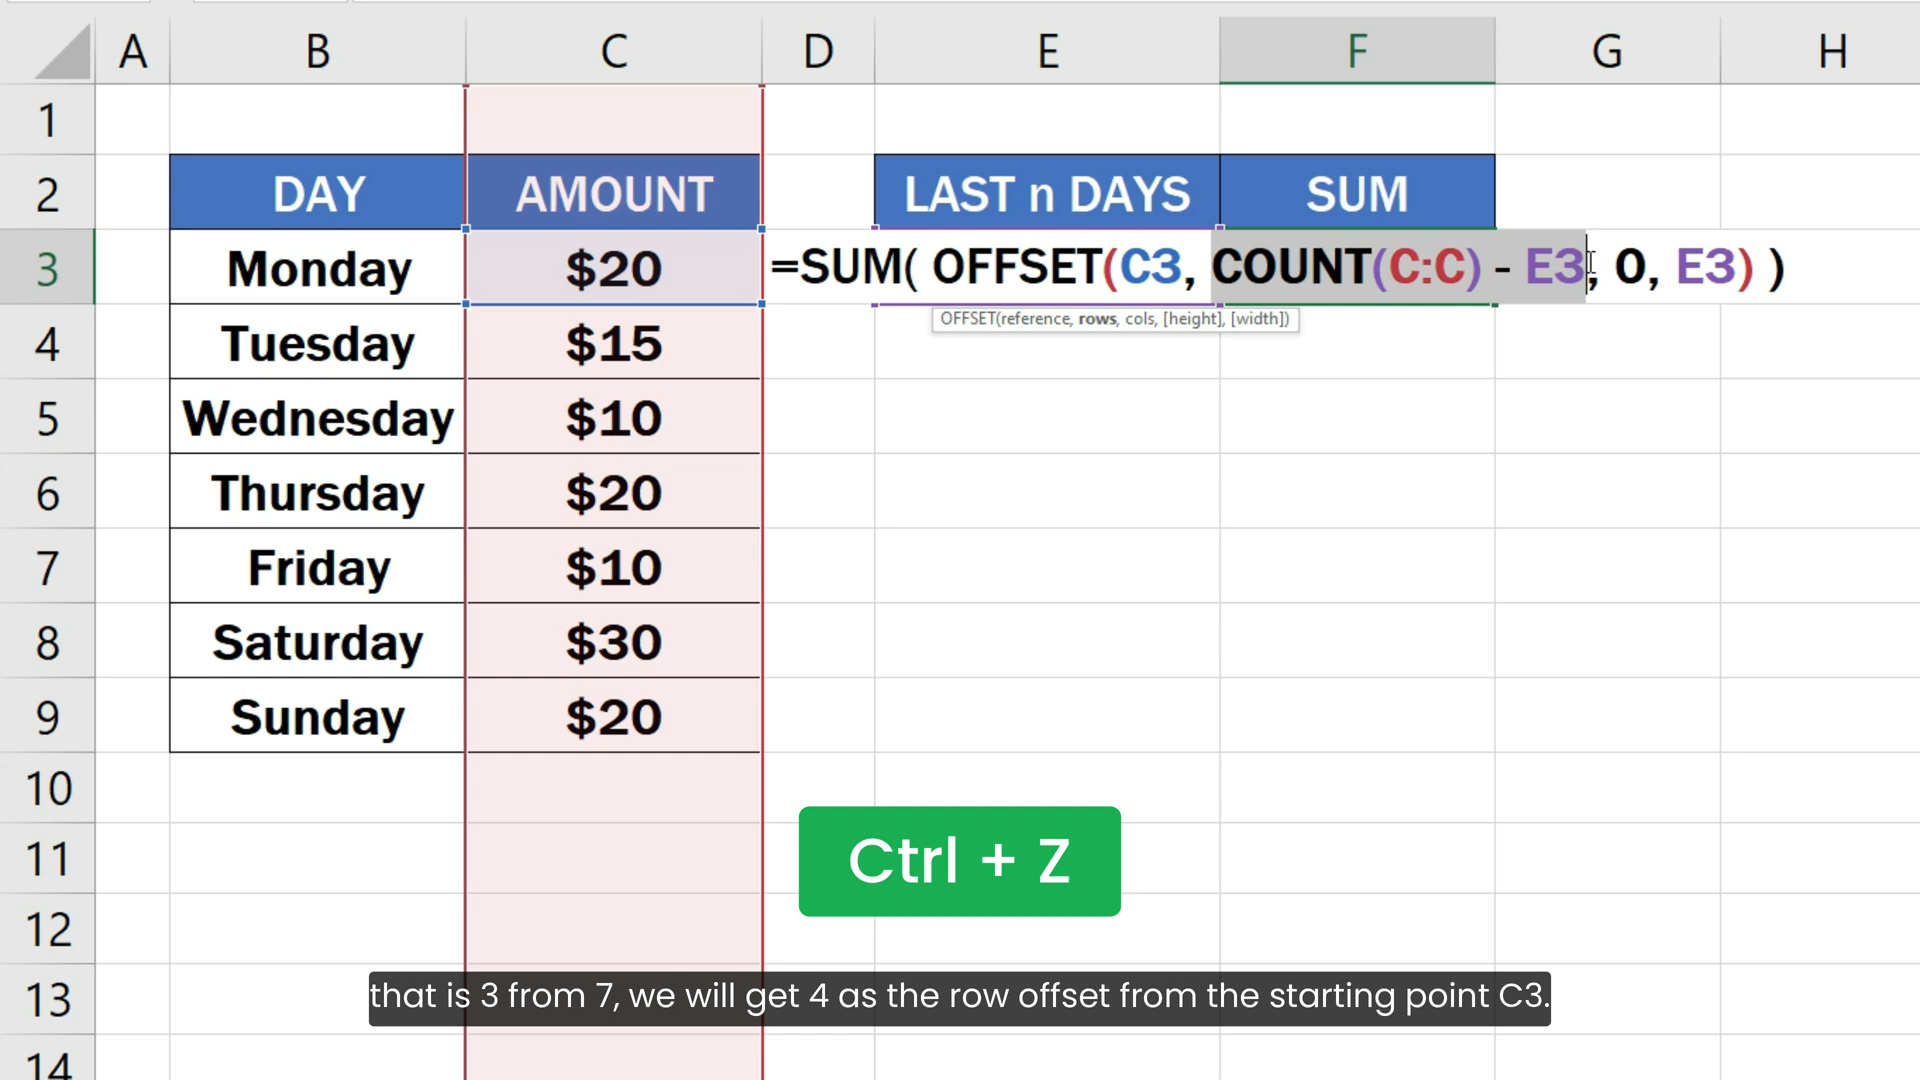 A B C D E F G H
1
2 DAY AMOUNT LAST n DAYS SUM
3 Monday $20 =SUM( OFFSET(C3, COUNT(C:C) - E3, 0, E3) )
OFFSET(reference, rows, cols, [height], [width])
4 Tuesday $15
5 Wednesday $10
6 Thursday $20
7 Friday $10
8 Saturday $30
9 Sunday $20
10
11
Ctrl + Z
12
13
that is 3 from 7, we will get 4 as the row offset from the starting point C3.
14